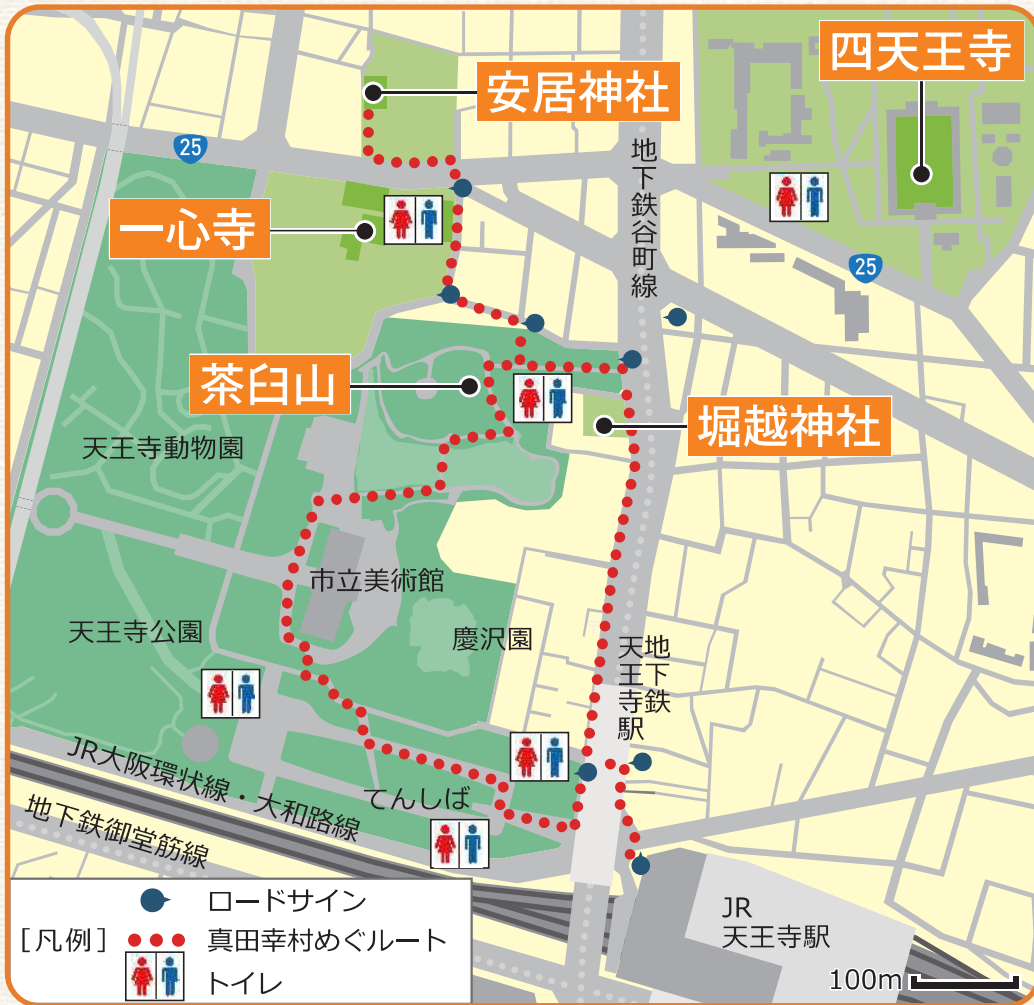 四天王寺
安居神社
25
地下鉄谷町線
一心寺
25
茶臼山
堀越神社
天王寺動物園
市立美術館
天王寺公園
慶沢園
地下鉄
天王寺駅
JR大阪環状線・大和路線
てんしば
地下鉄御堂筋線
[凡例]
ロードサイン
真田幸村めぐルート
トイレ
JR
天王寺駅
100m